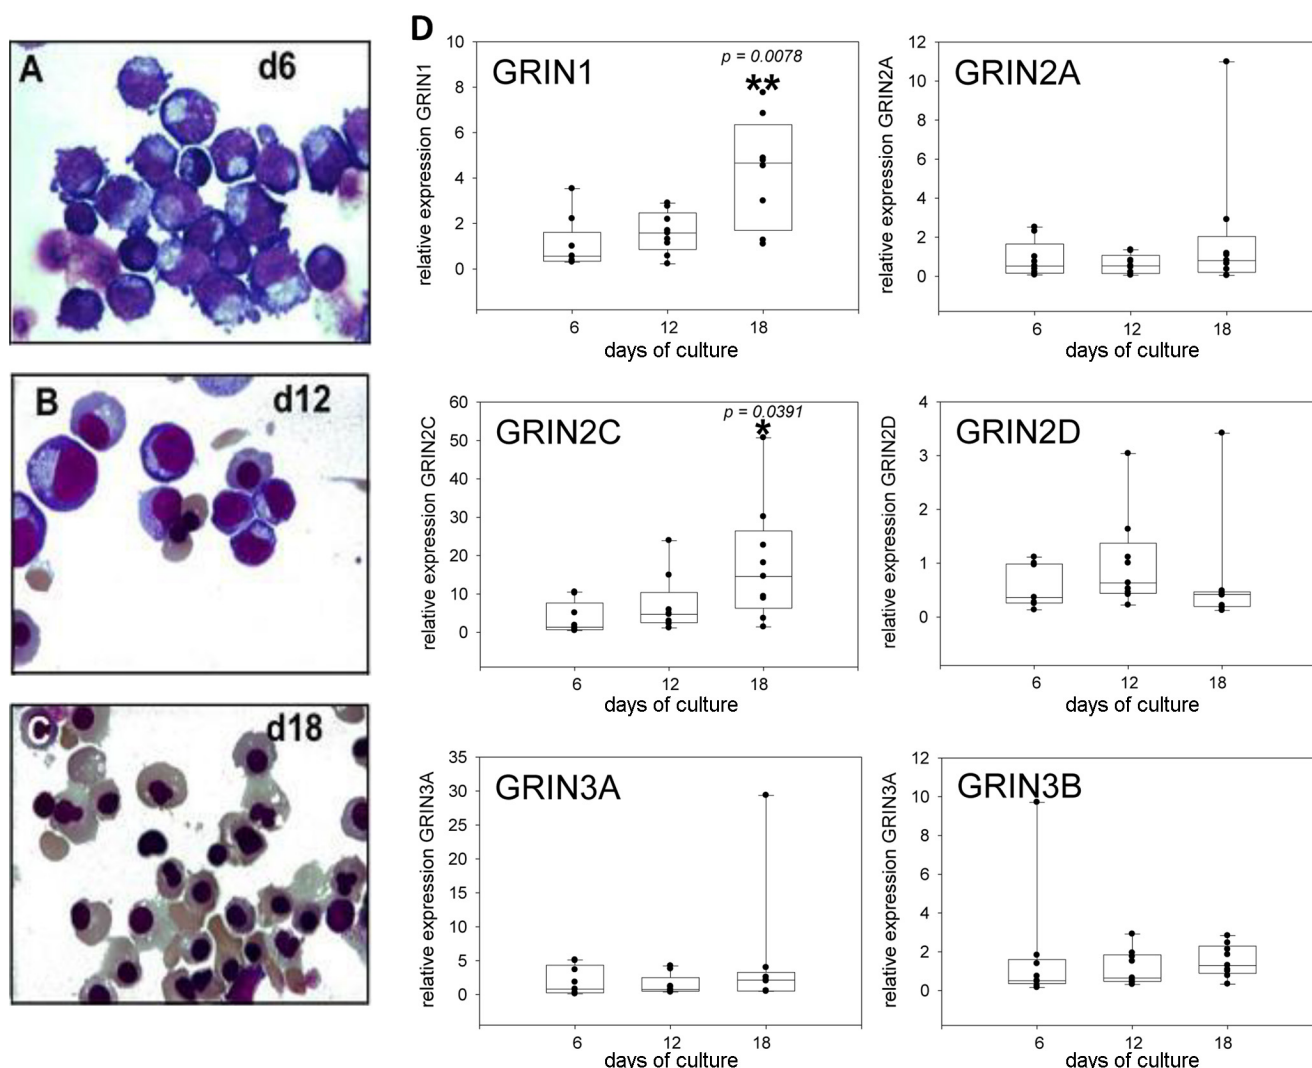 A
d6
B
d12
C
d18
D
GRIN1
p = 0.0078
**
relative expression GRIN1
10
8
6
4
2
0
6 12 18
days of culture
GRIN2A
relative expression GRIN2A
12
10
8
6
4
2
0
6 12 18
days of culture
GRIN2C
p = 0.0391
*
relative expression GRIN2C
60
50
40
30
20
10
0
6 12 18
days of culture
GRIN2D
relative expression GRIN2D
4
3
2
1
0
6 12 18
days of culture
GRIN3A
relative expression GRIN3A
35
30
25
20
15
10
5
0
6 12 18
days of culture
GRIN3B
relative expression GRIN3A
12
10
8
6
4
2
0
6 12 18
days of culture